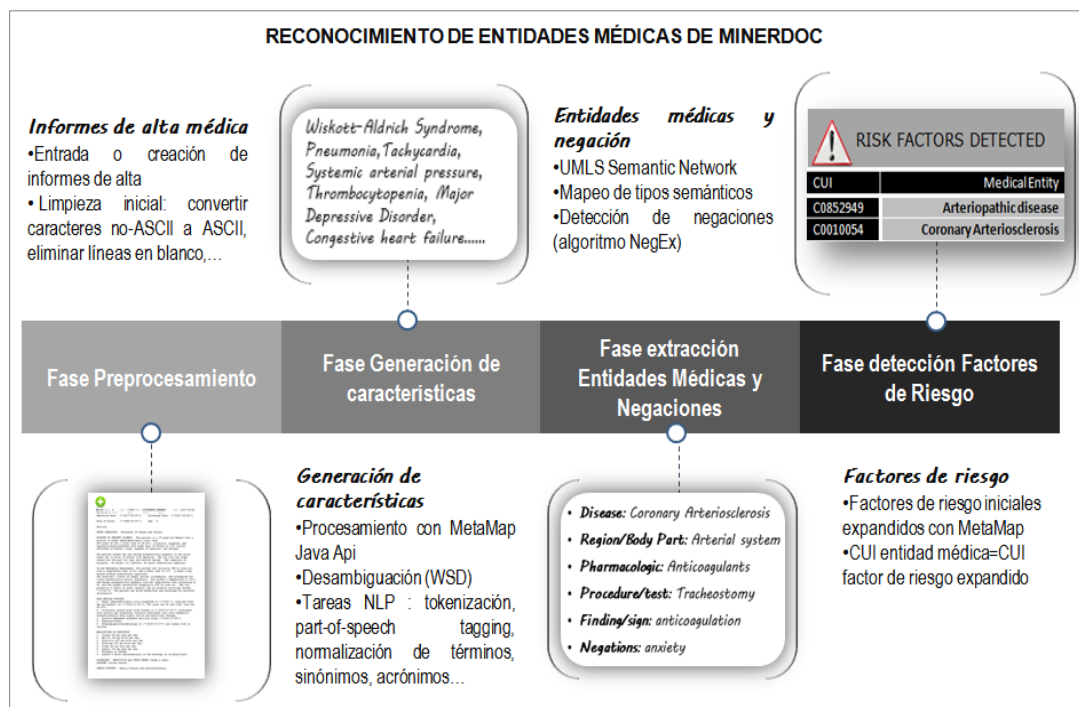 RECONOCIMIENTO DE ENTIDADES MÉDICAS DE MINERDOC
Informes de alta médica
•Entrada o creación de
informes de alta
• Limpieza inicial: convertir
caracteres no-ASCII a ASCII,
eliminar líneas en blanco,…
Wiskott-Aldrich Syndrome,
Pneumonia,Tachycardia,
Systemic arterial pressure,
Thrombocytopenia, Major
Depressive Disorder,
Congestive heart failure......
Entidades médicas y
negación
•UMLS Semantic Network
•Mapeo de tipos semánticos
•Detección de negaciones
(algoritmo NegEx)
RISK FACTORS DETECTED
CUI Medical Entity
C0852949 Arteriopathic disease
C0010054 Coronary Arteriosclerosis
Fase Preprocesamiento
Fase Generación de
características
Fase extracción
Entidades Médicas y
Negaciones
Fase detección Factores
de Riesgo
Generación de
características
•Procesamiento con MetaMap
Java Api
•Desambiguación (WSD)
•Tareas NLP : tokenización,
part-of-speech tagging,
normalización de términos,
sinónimos, acrónimos…
• Disease: Coronary Arteriosclerosis
• Region/Body Part: Arterial system
• Pharmacologic: Anticoagulants
• Procedure/test: Tracheostomy
• Finding/sign: anticoagulation
• Negations: anxiety
Factores de riesgo
•Factores de riesgo iniciales
expandidos con MetaMap
•CUI entidad médica=CUI
factor de riesgo expandido